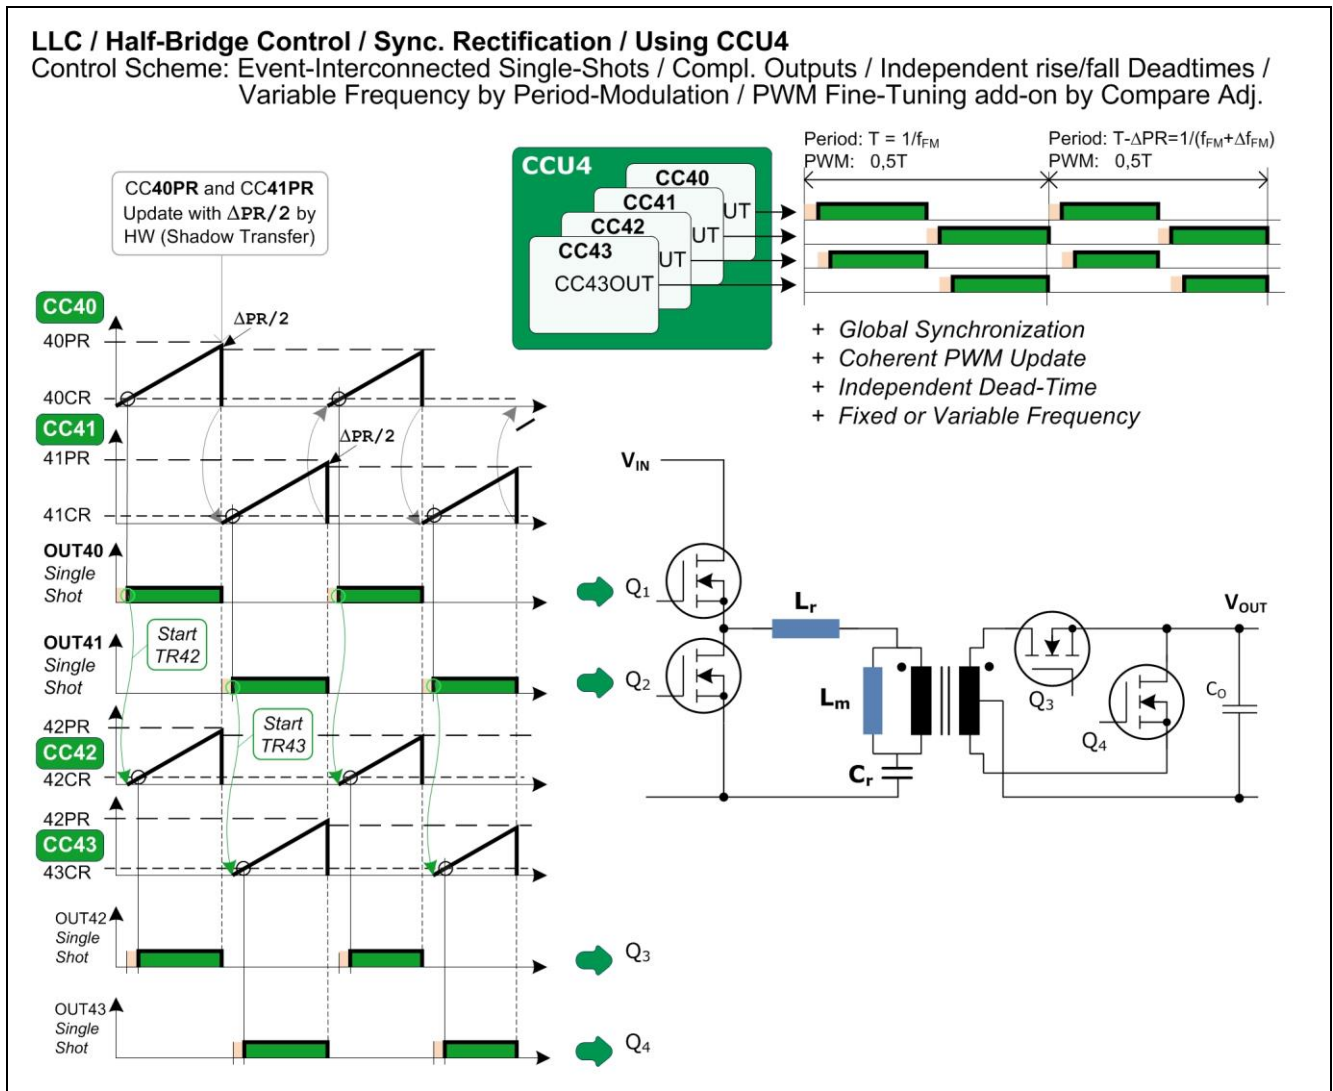 LLC / Half-Bridge Control / Sync. Rectification / Using CCU4
Control Scheme: Event-Interconnected Single-Shots / Compl. Outputs / Independent rise/fall Deadtimes /
Variable Frequency by Period-Modulation / PWM Fine-Tuning add-on by Compare Adj.
CC40PR and CC41PR
Update with ΔPR/2 by
HW (Shadow Transfer)
CCU4
CC40
UT
CC41
UT
CC42
UT
CC43
CC43OUT
Period: T = 1/fFM
PWM: 0,5T
Period: T-ΔPR=1/(fFM+ΔfFM)
PWM: 0,5T
+ Global Synchronization
+ Coherent PWM Update
+ Independent Dead-Time
+ Fixed or Variable Frequency
CC40
40PR
ΔPR/2
40CR
CC41
41PR
ΔPR/2
41CR
OUT40
Single
Shot
Q1
Start
TR42
OUT41
Single
Shot
Q2
Start
TR43
42PR
CC42
42CR
42PR
CC43
43CR
OUT42
Single
Shot
Q3
OUT43
Single
Shot
Q4
VIN
Lr
Lm
Cr
Q3
Q4
VOUT
CO